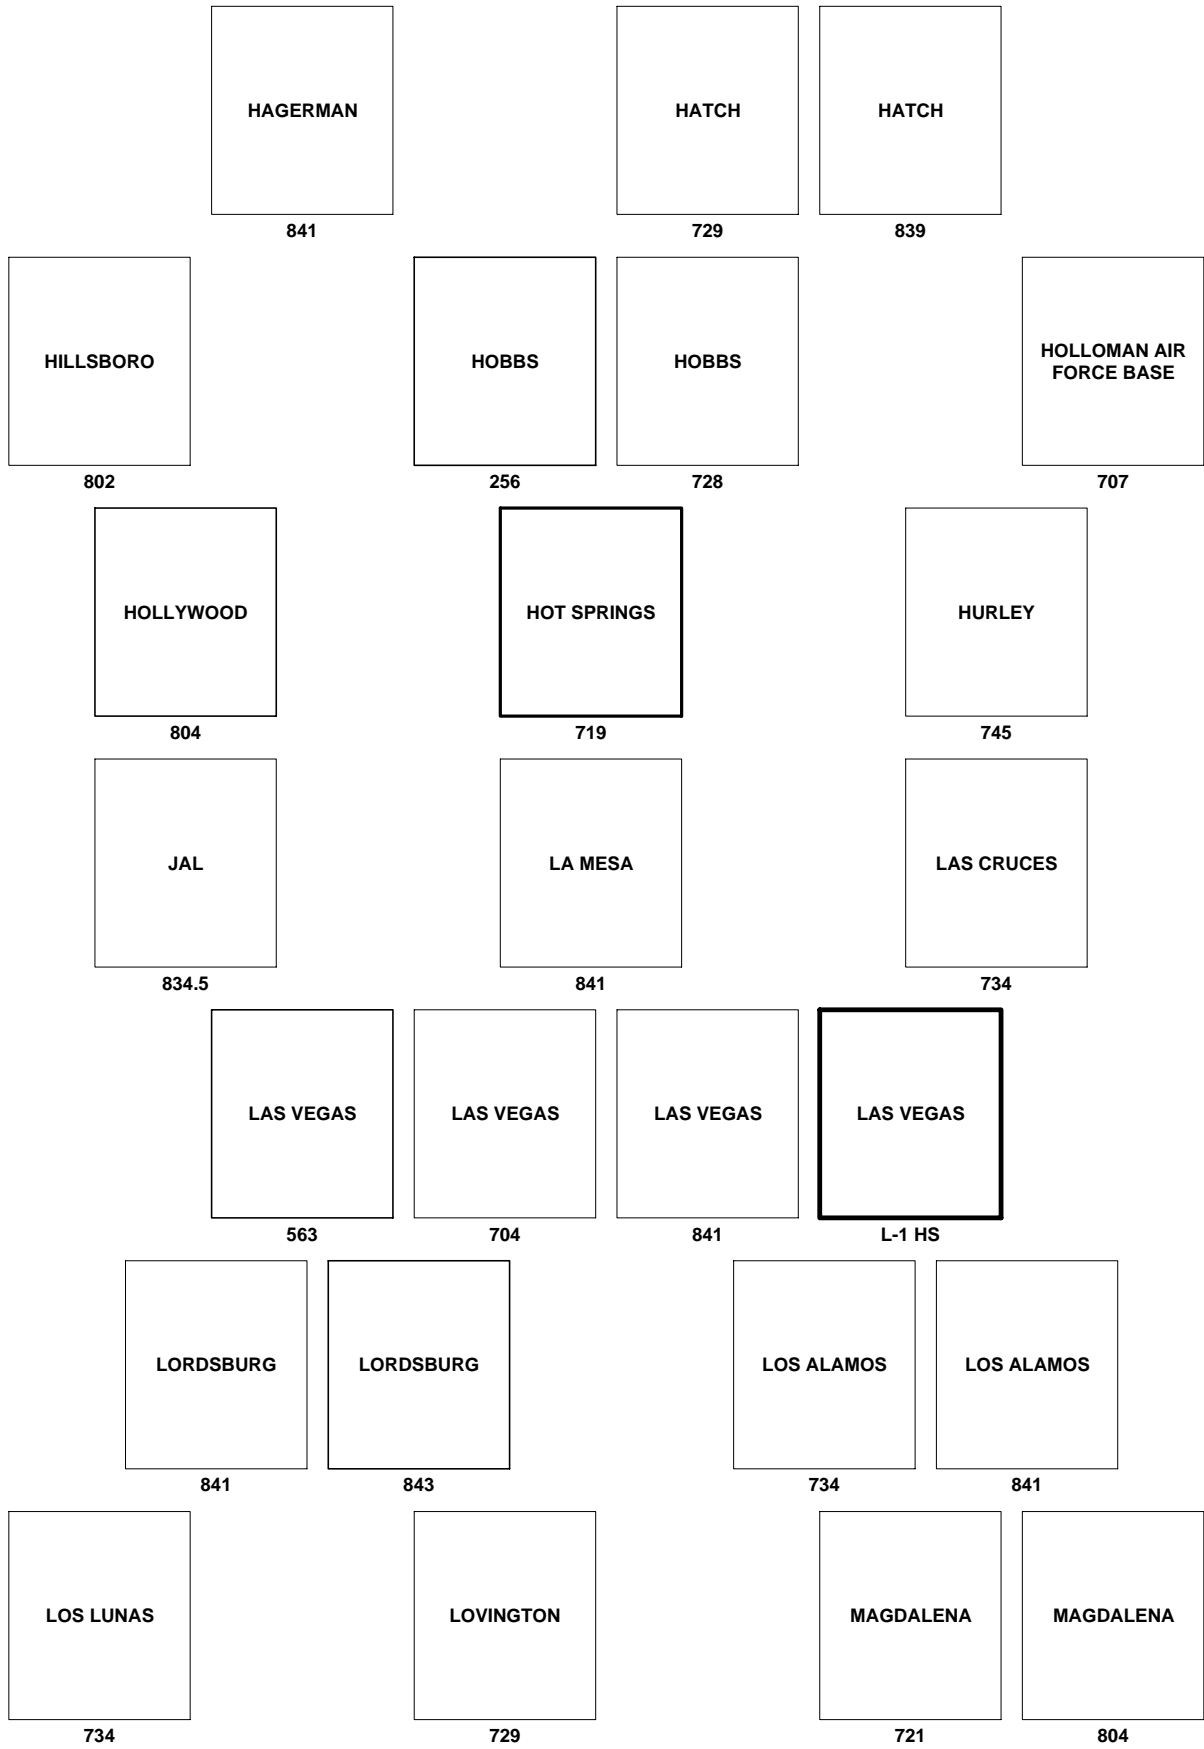 HAGERMAN
HATCH
HATCH
841
729
839
HILLSBORO
HOBBS
HOBBS
HOLLOMAN AIR
FORCE BASE
802
256
728
707
HOLLYWOOD
HOT SPRINGS
HURLEY
804
719
745
JAL
LA MESA
LAS CRUCES
834.5
841
734
LAS VEGAS
LAS VEGAS
LAS VEGAS
LAS VEGAS
563
704
841
L-1 HS
LORDSBURG
LORDSBURG
LOS ALAMOS
LOS ALAMOS
841
843
734
841
LOS LUNAS
LOVINGTON
MAGDALENA
MAGDALENA
734
729
721
804